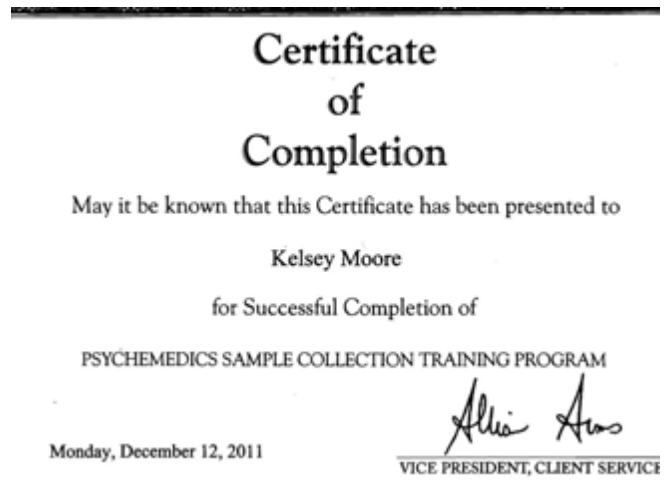 Certificate
of
Completion
May it be known that this Certificate has been presented to
Kelsey Moore
for Successful Completion of
PSYCHEMEDICS SAMPLE COLLECTION TRAINING PROGRAM
Monday, December 12, 2011
VICE PRESIDENT, CLIENT SERVICE